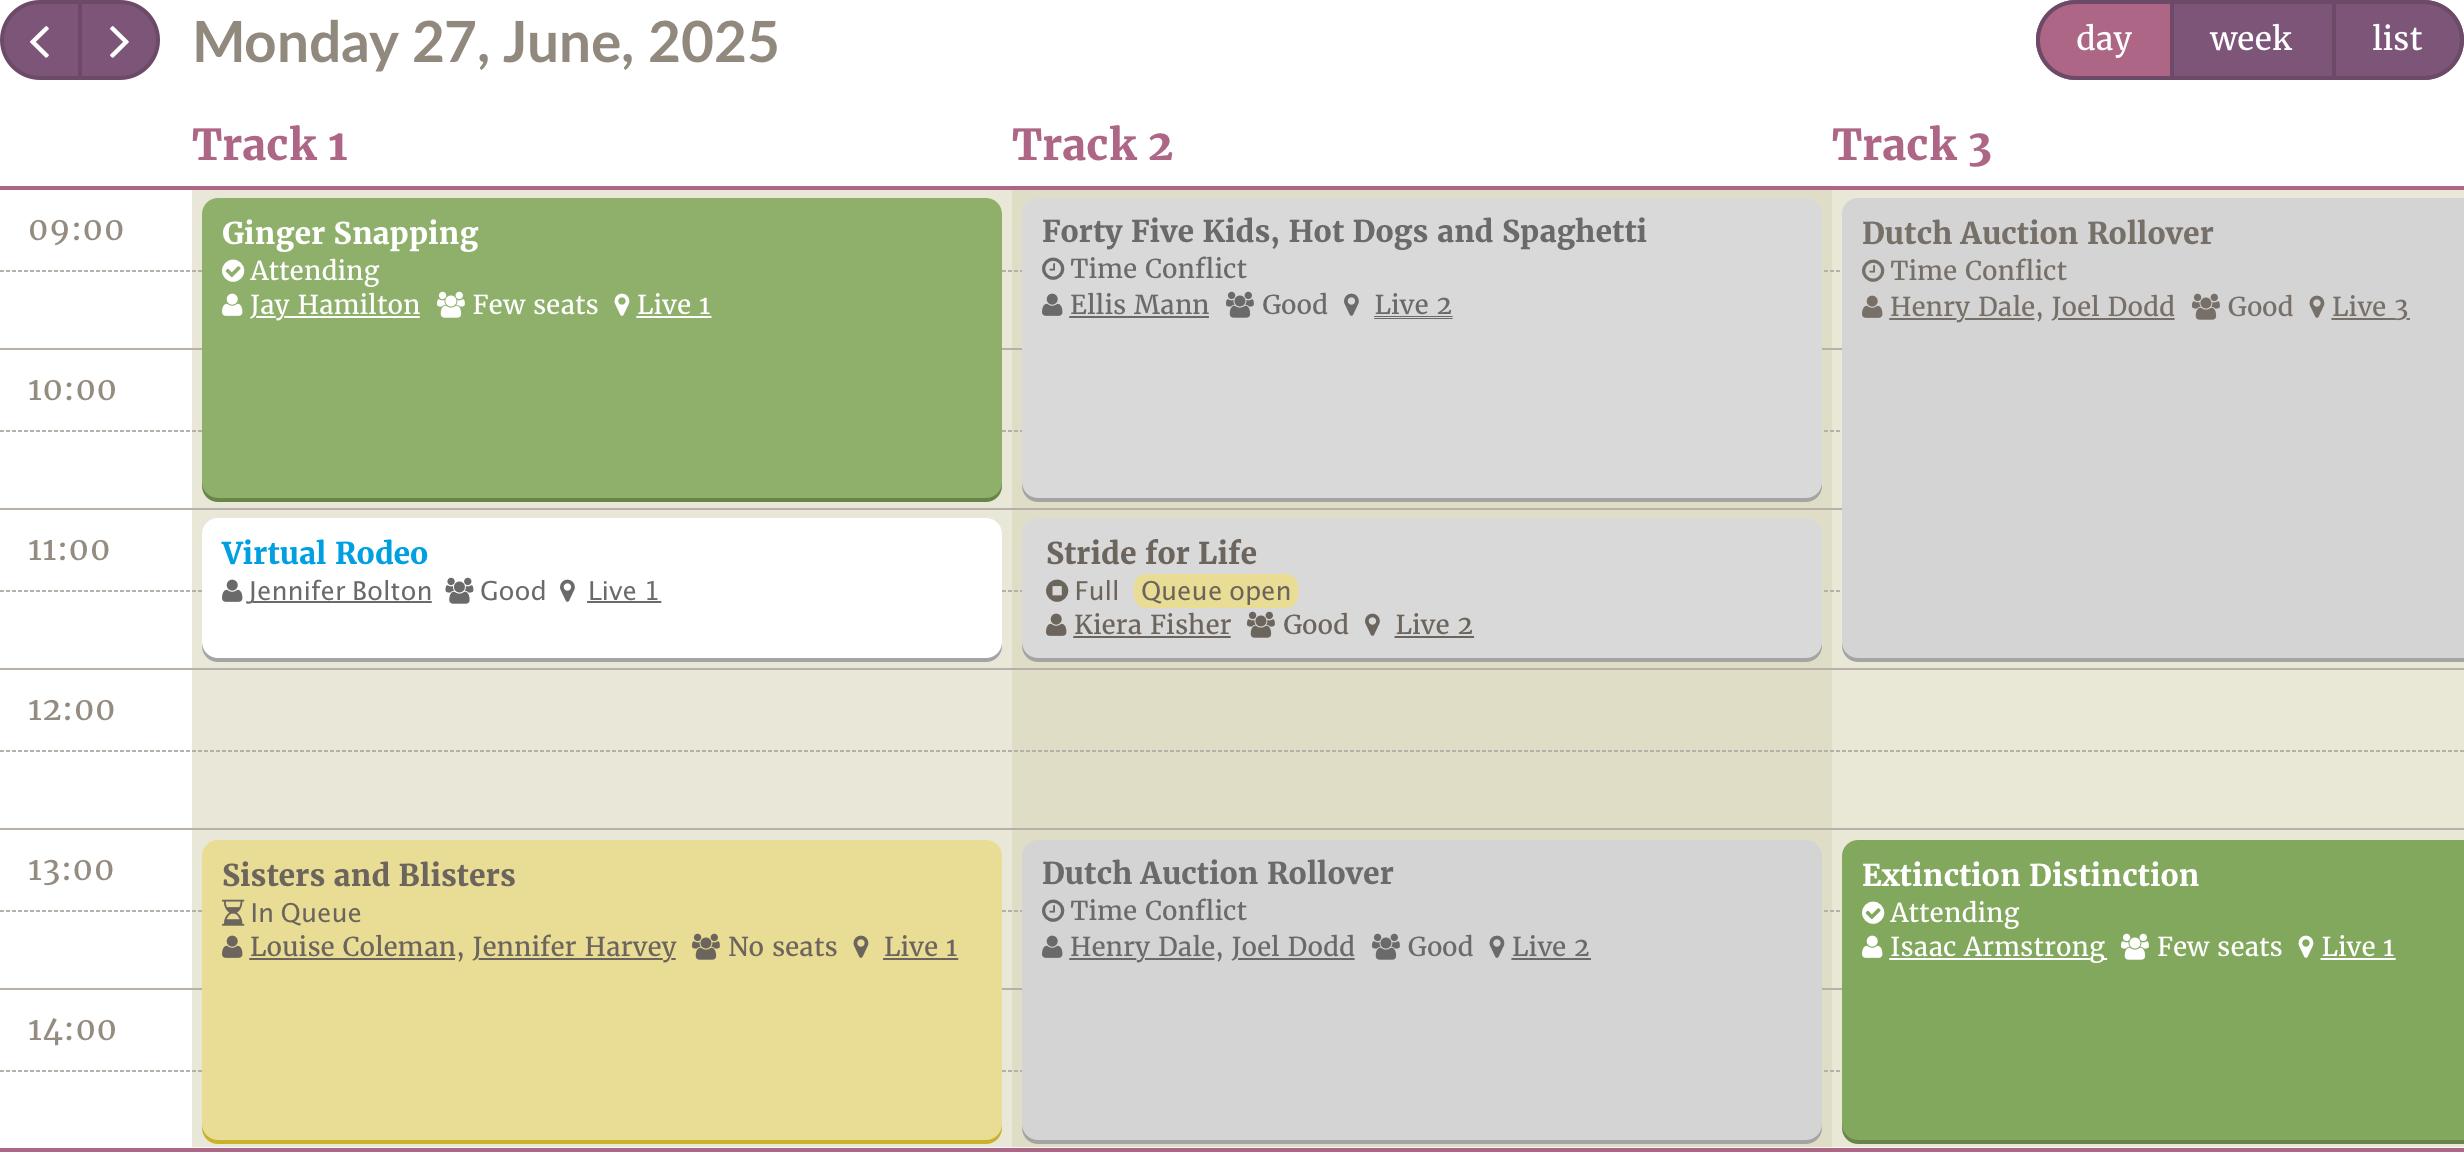 Monday 27, June, 2025
day week list
Track 1 Track 2 Track 3
09:00
Ginger Snapping
Attending
Jay Hamilton Few seats Live 1
Forty Five Kids, Hot Dogs and Spaghetti
Time Conflict
Ellis Mann Good Live 2
Dutch Auction Rollover
Time Conflict
Henry Dale, Joel Dodd Good Live 3
10:00
11:00
Virtual Rodeo
Jennifer Bolton Good Live 1
Stride for Life
Full Queue open
Kiera Fisher Good Live 2
12:00
13:00
Sisters and Blisters
In Queue
Louise Coleman, Jennifer Harvey No seats Live 1
Dutch Auction Rollover
Time Conflict
Henry Dale, Joel Dodd Good Live 2
Extinction Distinction
Attending
Isaac Armstrong Few seats Live 1
14:00